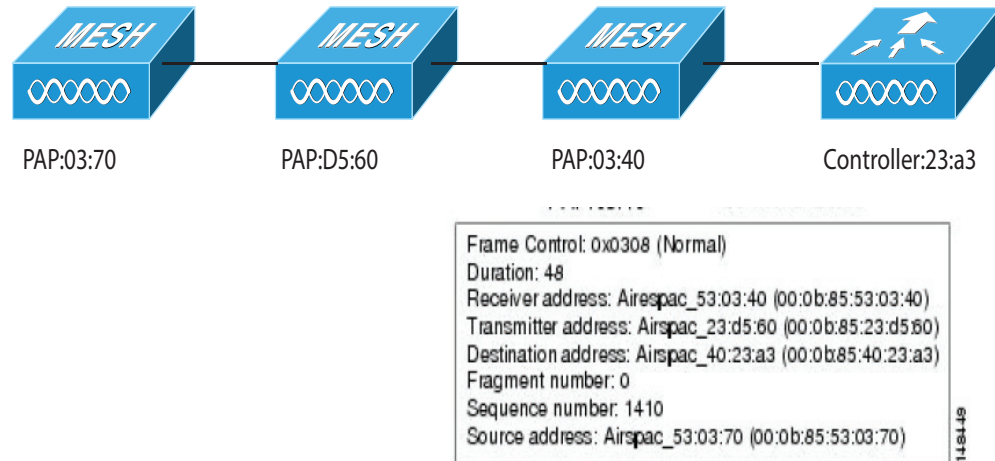 MESH MESH MESH
PAP:03:70 PAP:D5:60 PAP:03:40 Controller:23:a3
Frame Control: 0x0308 (Normal)
Duration: 48
Receiver address: Airespac_53:03:40 (00:0b:85:53:03:40)
Transmitter address: Airspac_23:d5:60 (00:0b:85:23:d5:60)
Destination address: Airspac_40:23:a3 (00:0b:85:40:23:a3)
Fragment number: 0
Sequence number: 1410
Source address: Airspac_53:03:70 (00:0b:85:53:03:70)
148449